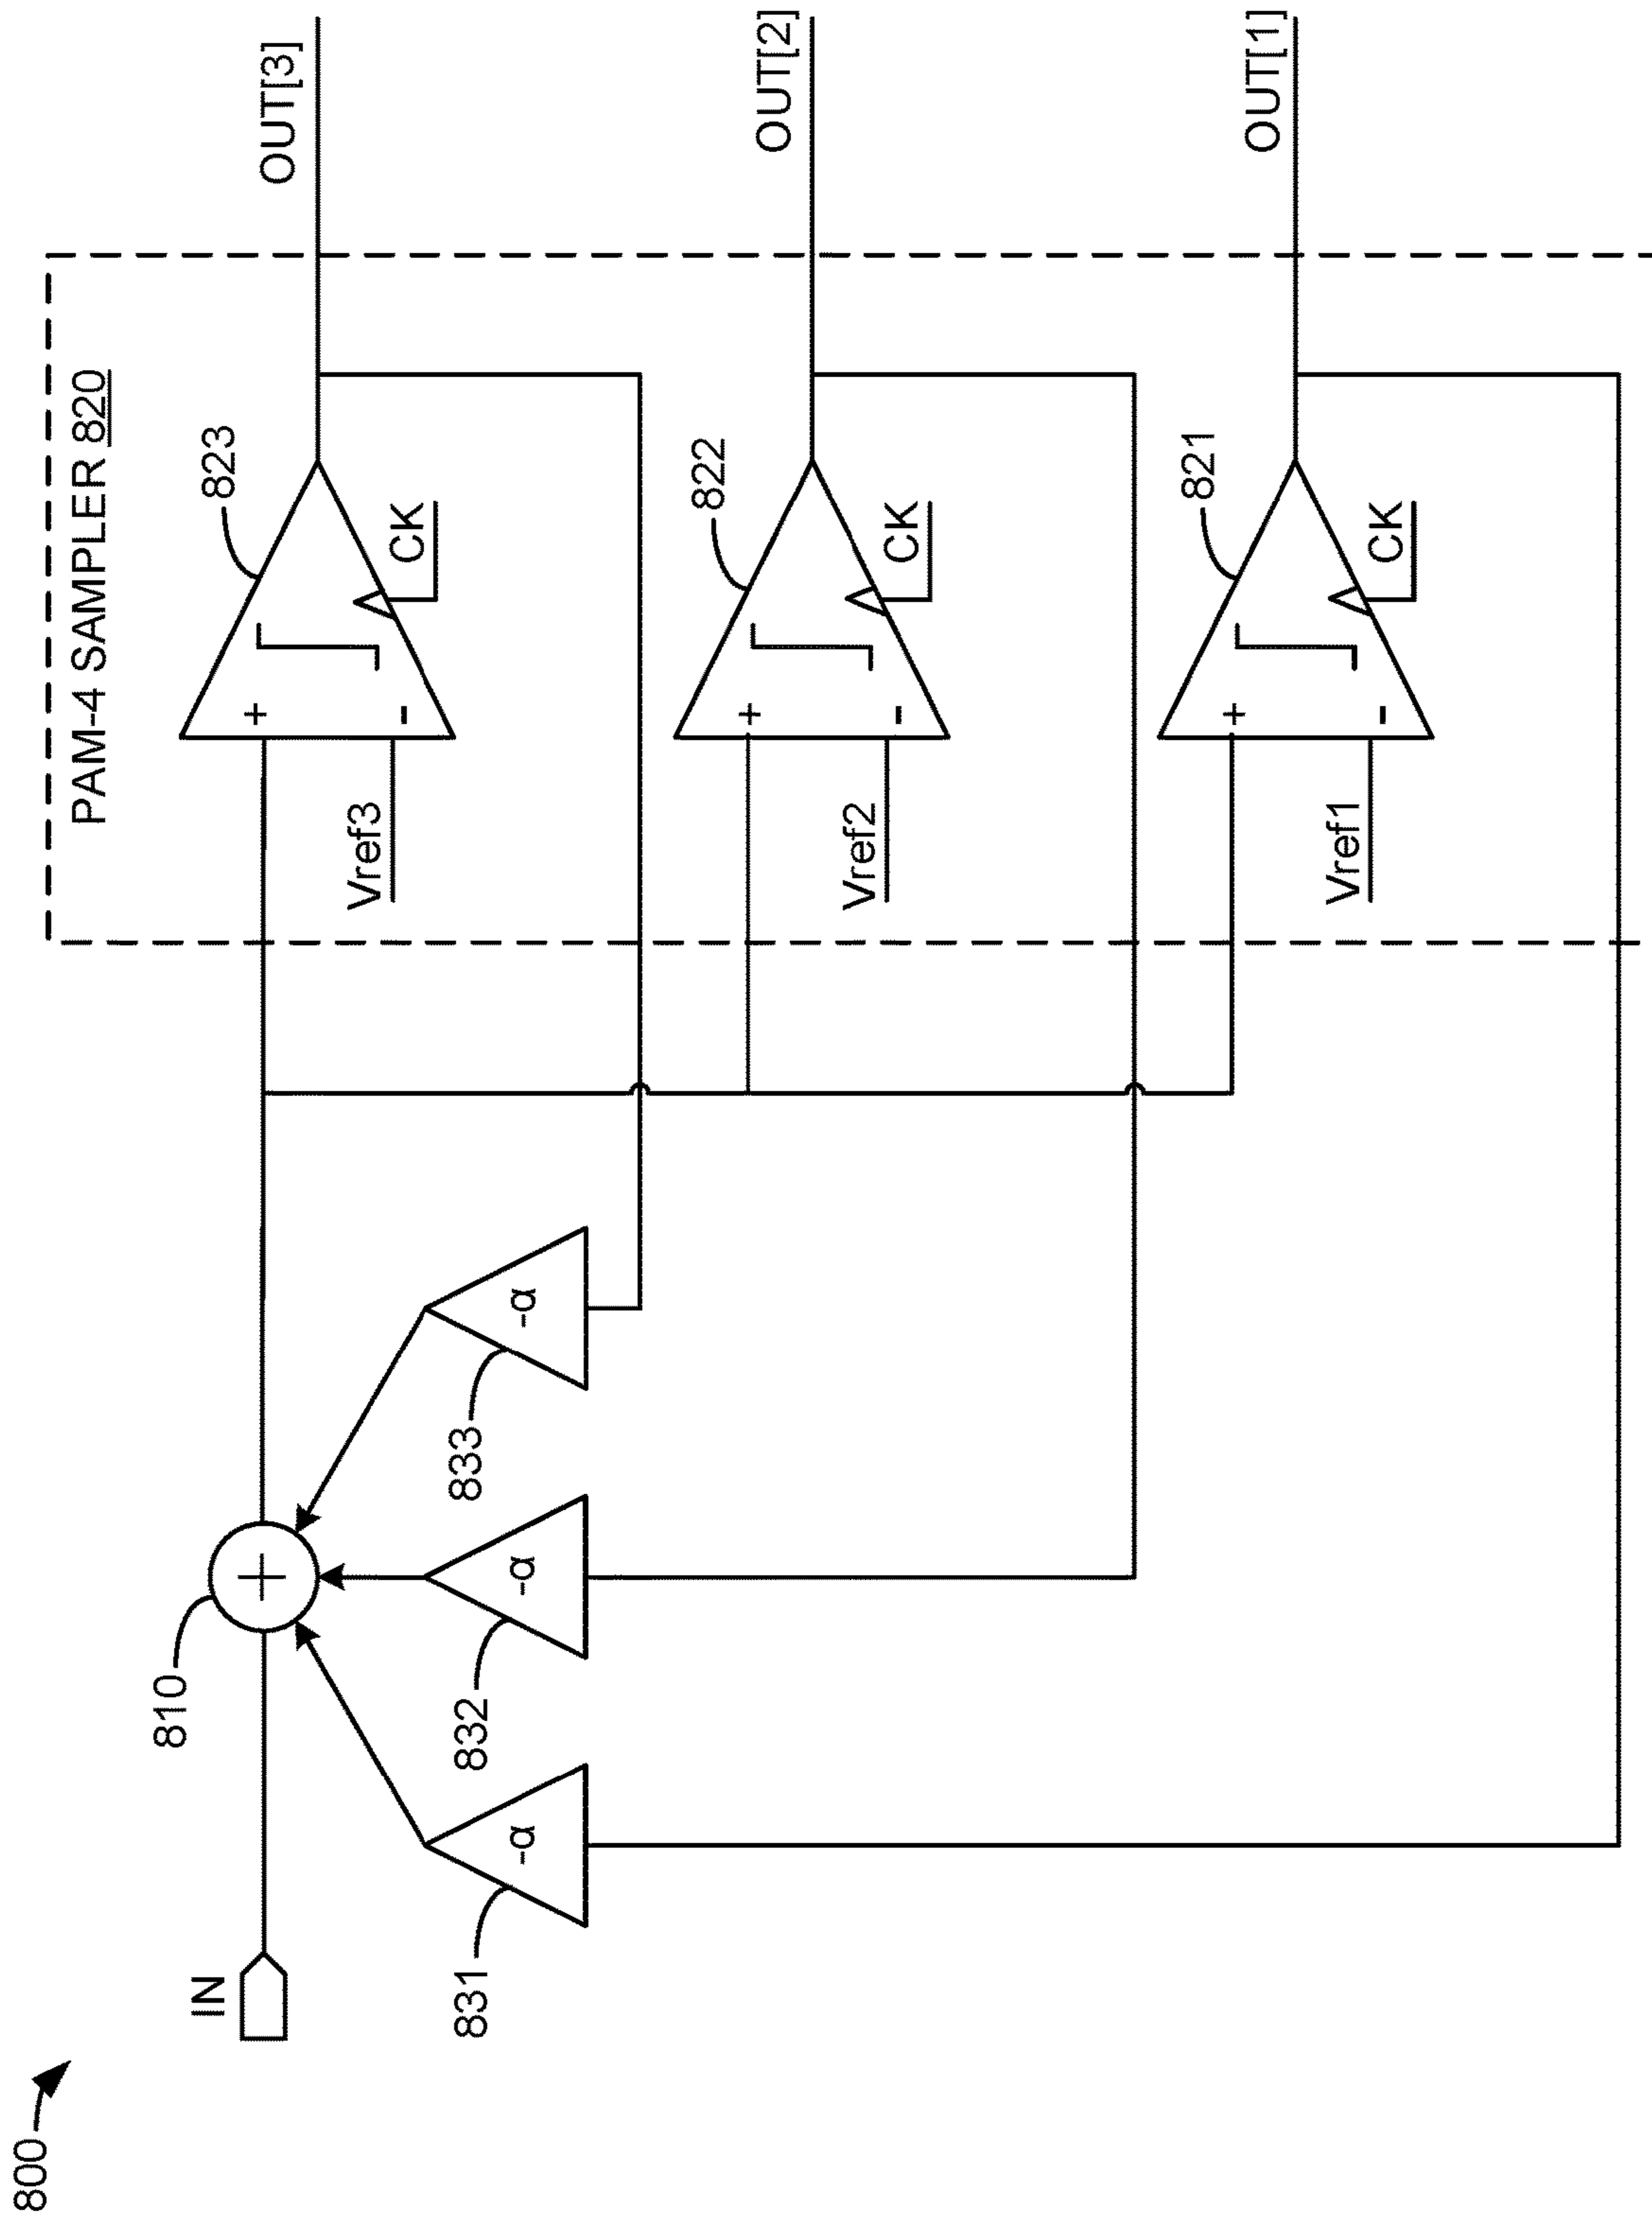 800
IN
810
831
-α
832
-α
833
-α
PAM-4 SAMPLER 820
823
+
-
Vref3
CK
OUT[3]
822
+
-
Vref2
CK
OUT[2]
821
+
-
Vref1
CK
OUT[1]